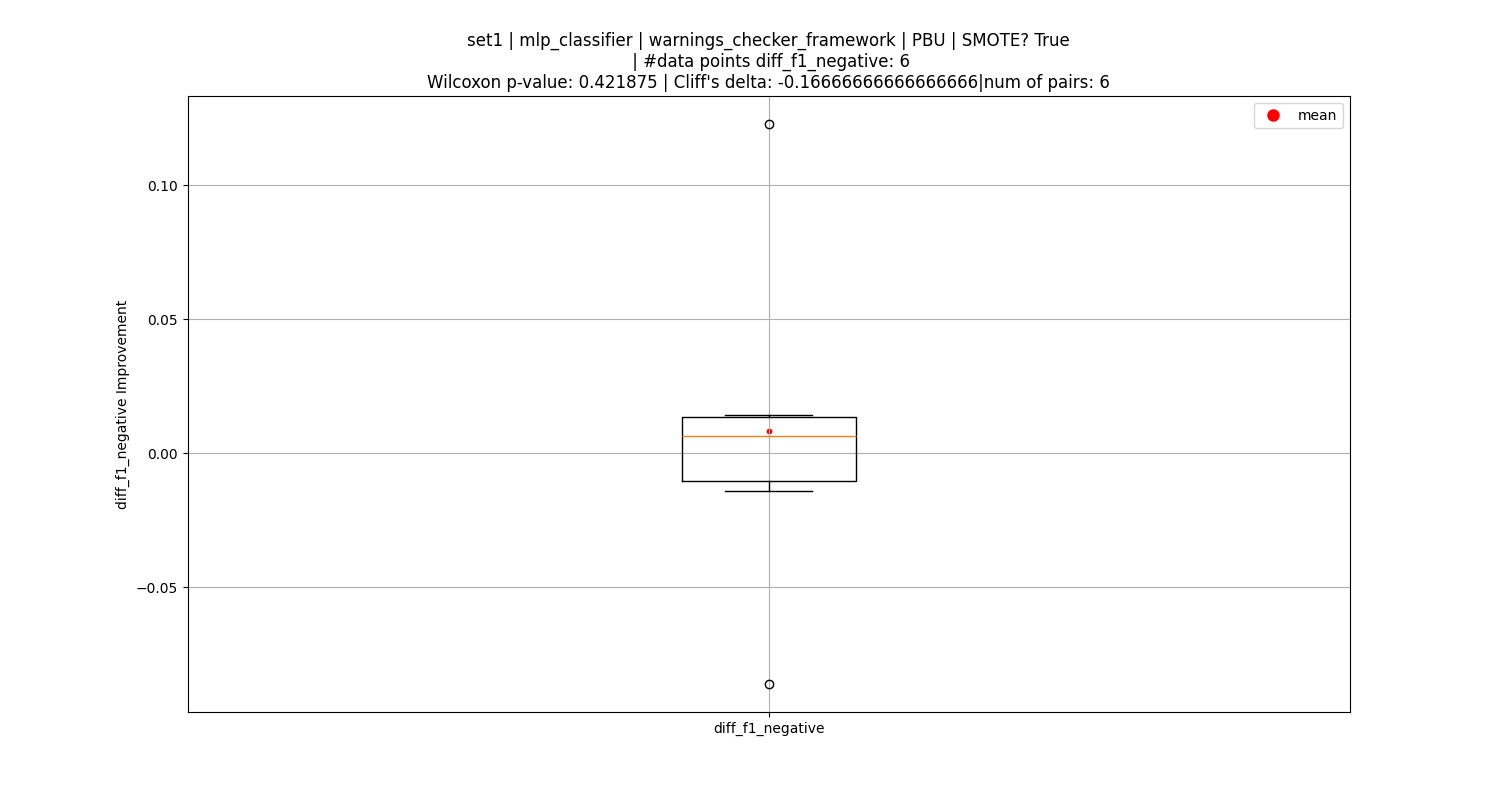 set1 | mlp_classifier | warnings_checker_framework | PBU | SMOTE? True
| #data points diff_f1_negative: 6
Wilcoxon p-value: 0.421875 | Cliff's delta: -0.16666666666666666|num of pairs: 6
mean
0.10
0.05
0.00
−0.05
diff_f1_negative Improvement
diff_f1_negative